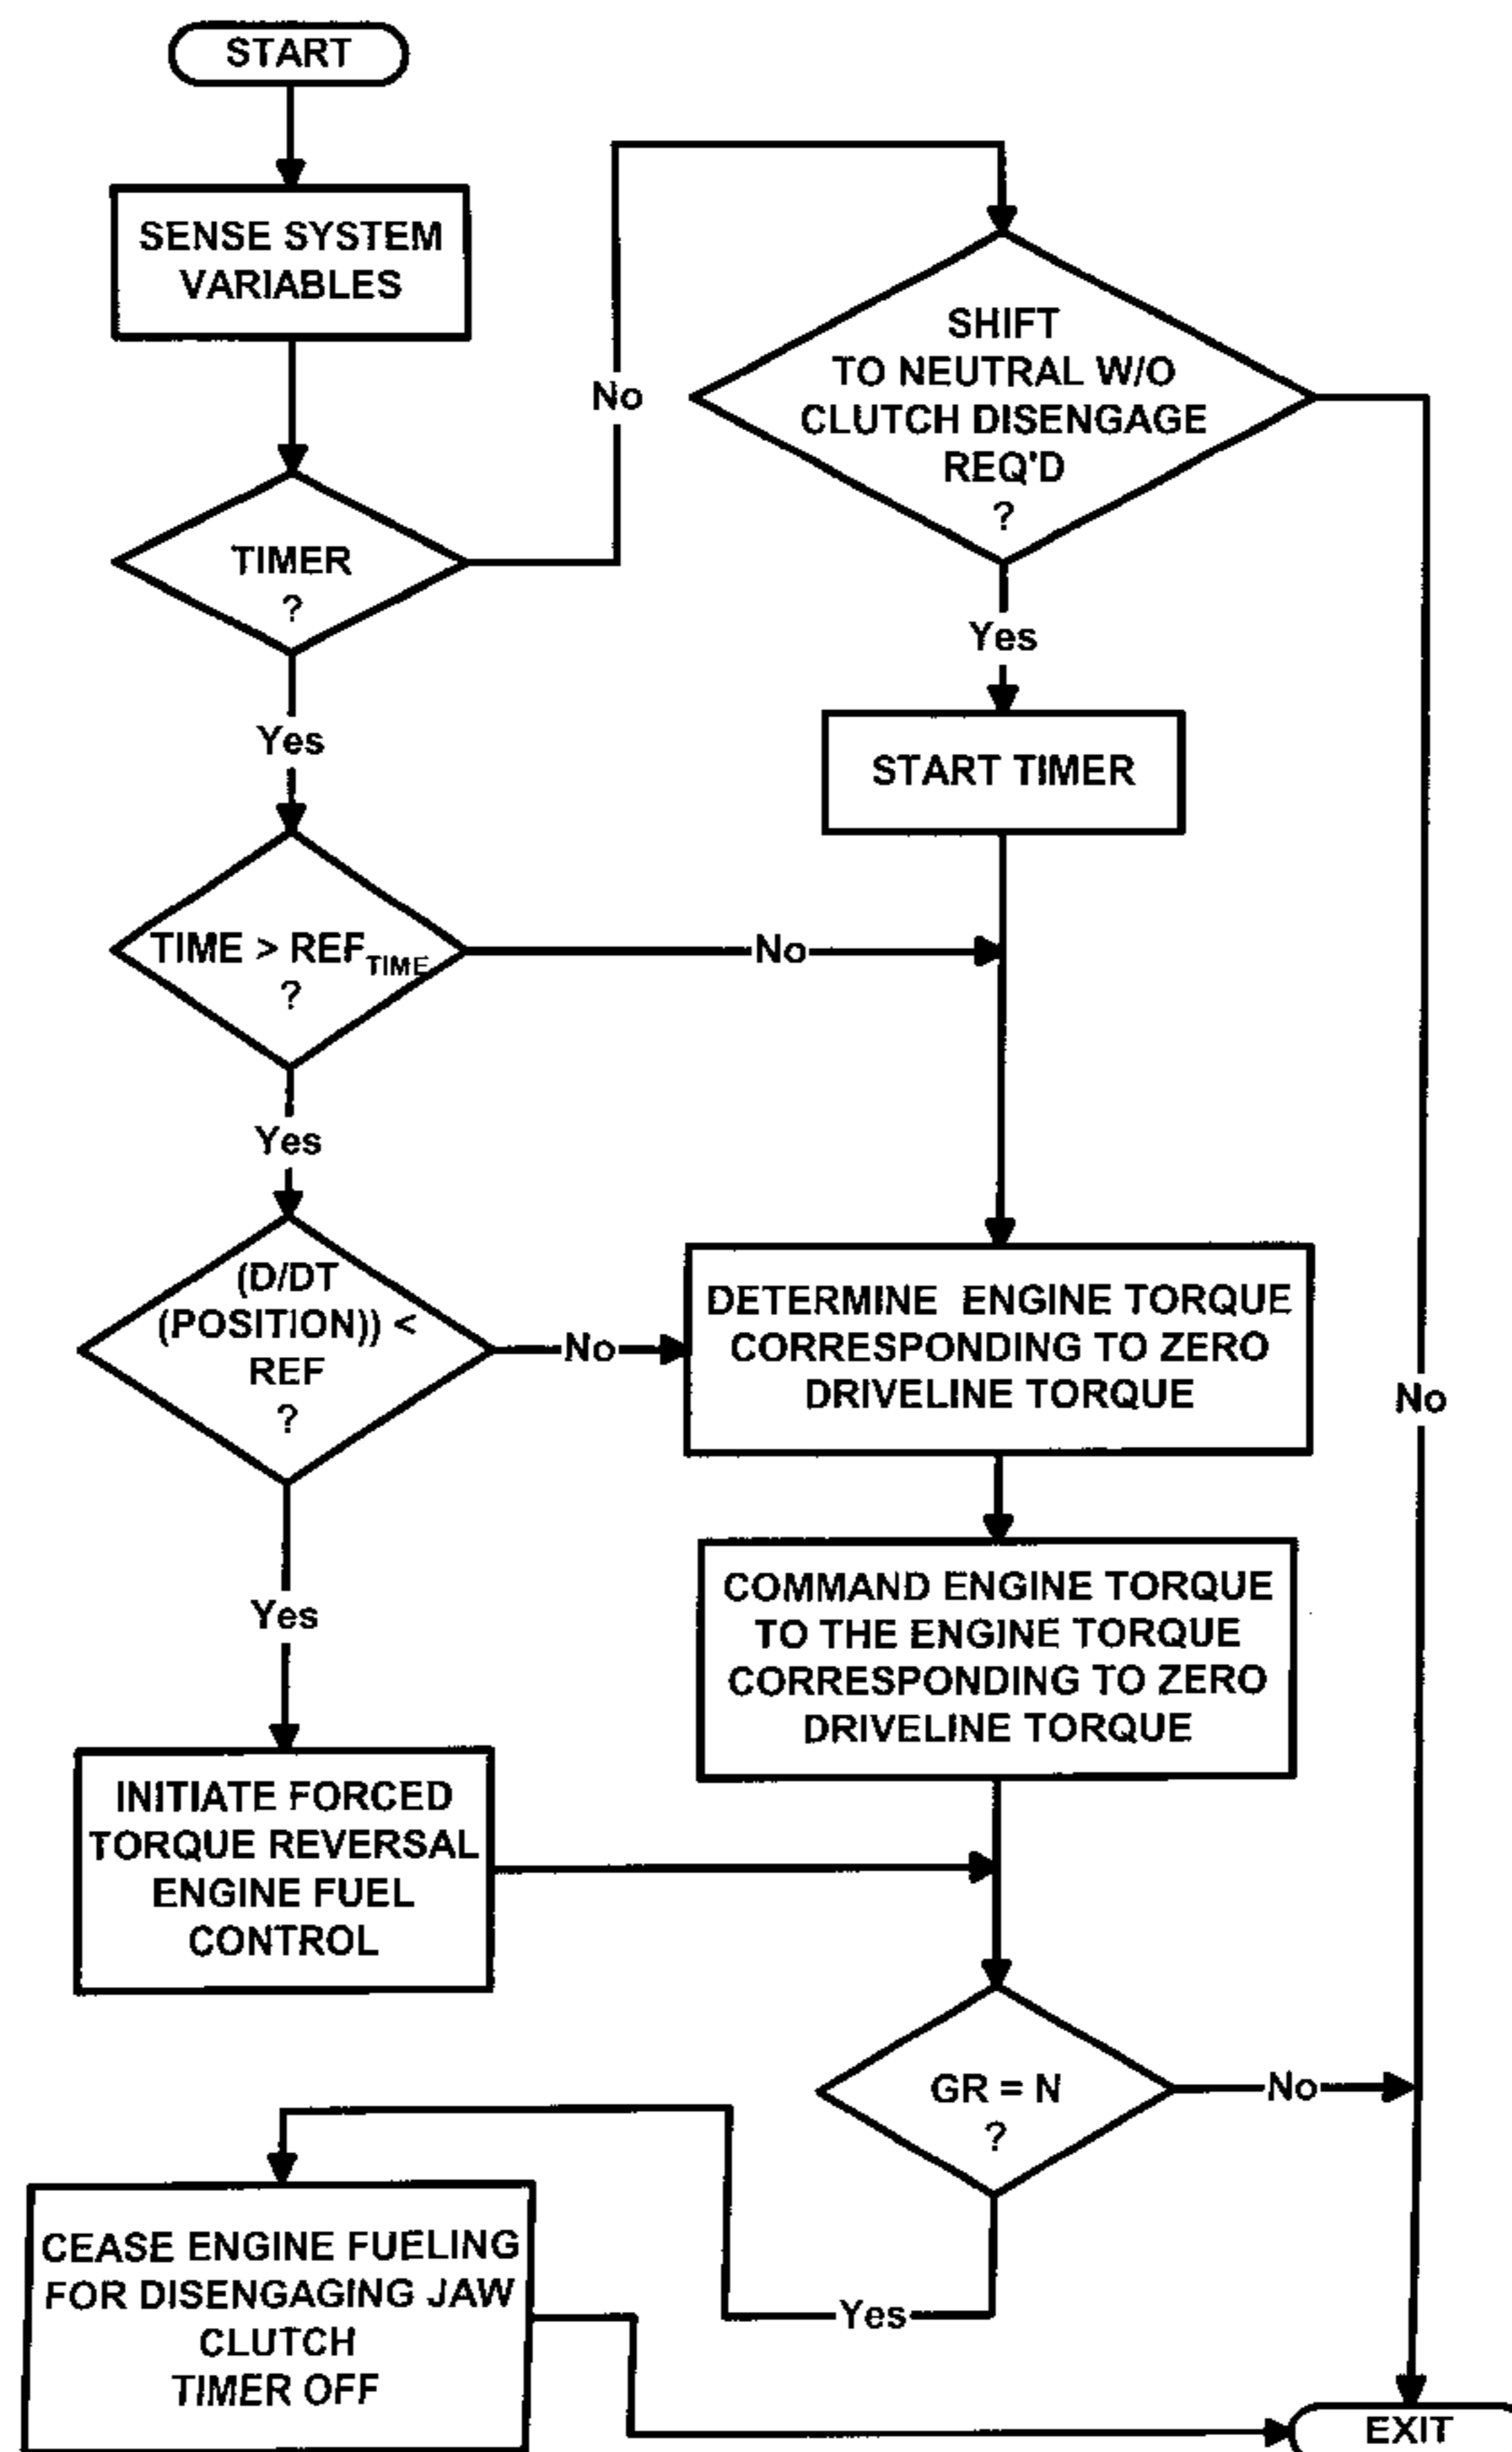 START
SENSE SYSTEM
VARIABLES
TIMER
?
No
SHIFT
TO NEUTRAL W/O
CLUTCH DISENGAGE
REQ'D
?
Yes
START TIMER
Yes
TIME > REF TIME
?
No
Yes
(D/DT
(POSITION)) <
REF
?
No
DETERMINE ENGINE TORQUE
CORRESPONDING TO ZERO
DRIVELINE TORQUE
No
COMMAND ENGINE TORQUE
TO THE ENGINE TORQUE
CORRESPONDING TO ZERO
DRIVELINE TORQUE
Yes
INITIATE FORCED
TORQUE REVERSAL
ENGINE FUEL
CONTROL
GR = N
?
No
Yes
CEASE ENGINE FUELING
FOR DISENGAGING JAW
CLUTCH
TIMER OFF
EXIT